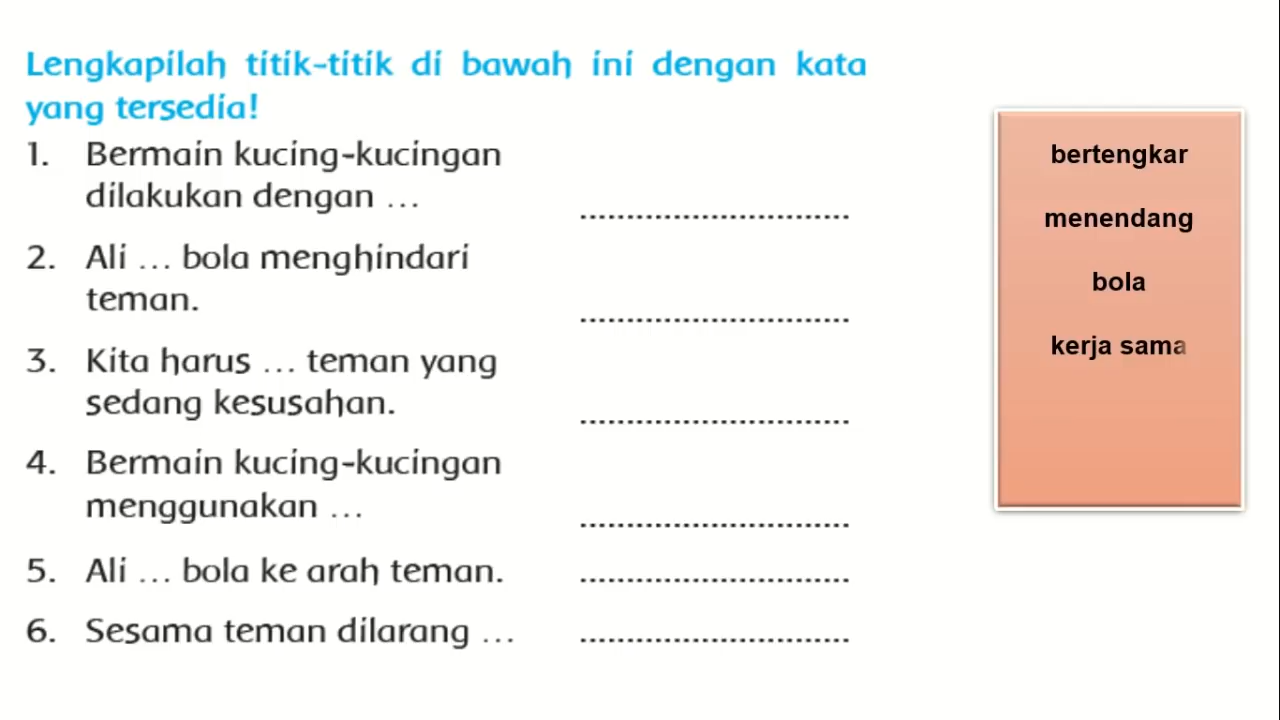 Lengkapilah titik-titik di bawah ini dengan kata
yang tersedia!
1. Bermain kucing-kucingan
dilakukan dengan ... ............................
2. Ali ... bola menghindari
teman. ............................
3. Kita harus ... teman yang
sedang kesusahan. ............................
4. Bermain kucing-kucingan
menggunakan ... ............................
5. Ali ... bola ke arah teman. ............................
6. Sesama teman dilarang ... ............................
bertengkar
menendang
bola
kerja sama